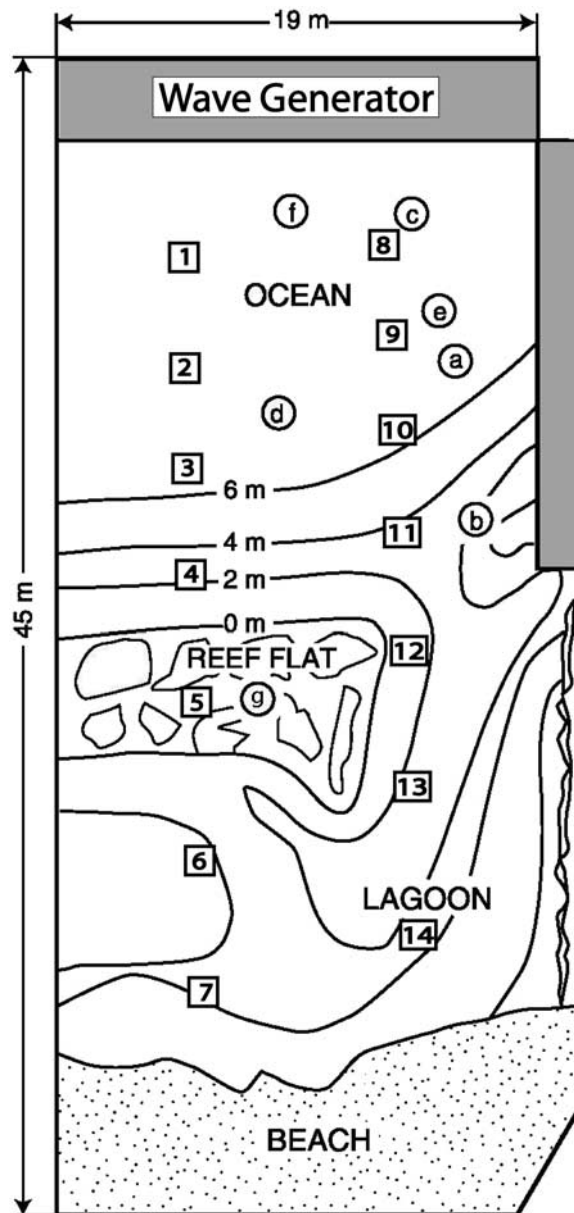 19 m
Wave Generator
f c
1 8
OCEAN
e
9
2 a
d
10
3
6 m
b
11
4 m
4 2 m
45 m
0 m
REEF FLAT 12
5 g
13
6
LAGOON
14
7
BEACH